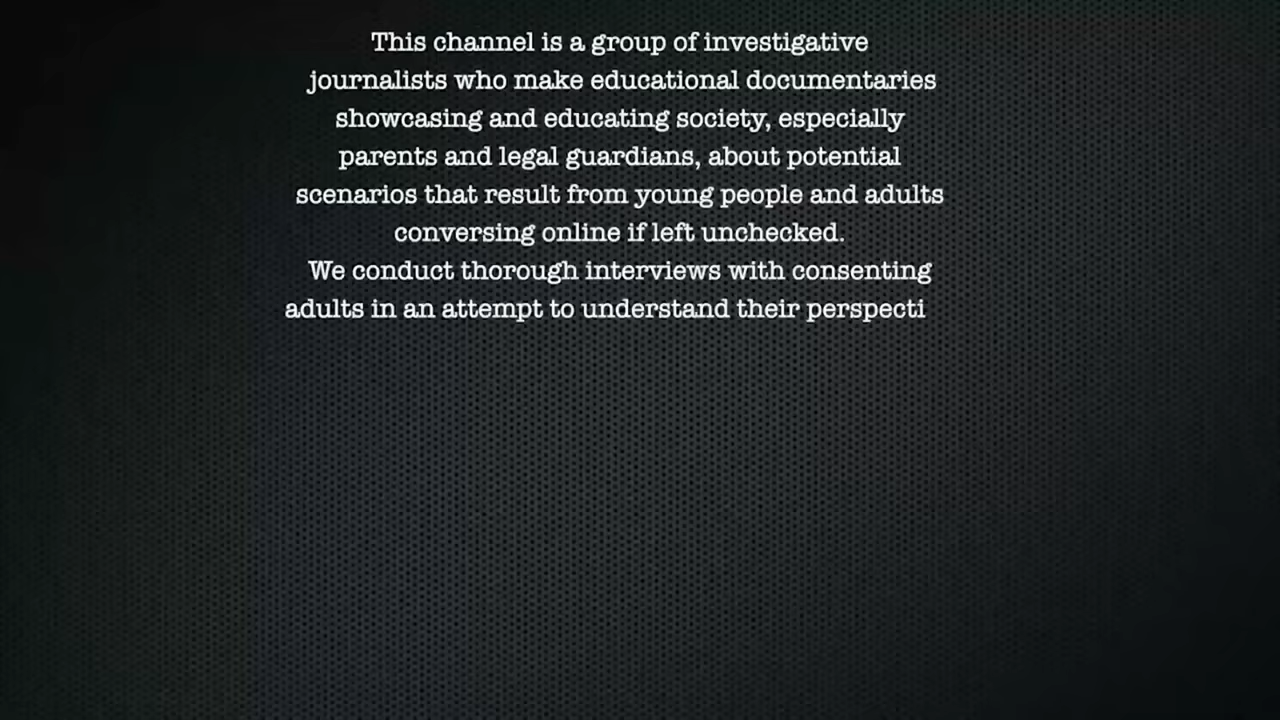 This channel is a group of investigative
journalists who make educational documentaries
showcasing and educating society, especially
parents and legal guardians, about potential
scenarios that result from young people and adults
conversing online if left unchecked.
We conduct thorough interviews with consenting
adults in an attempt to understand their perspecti